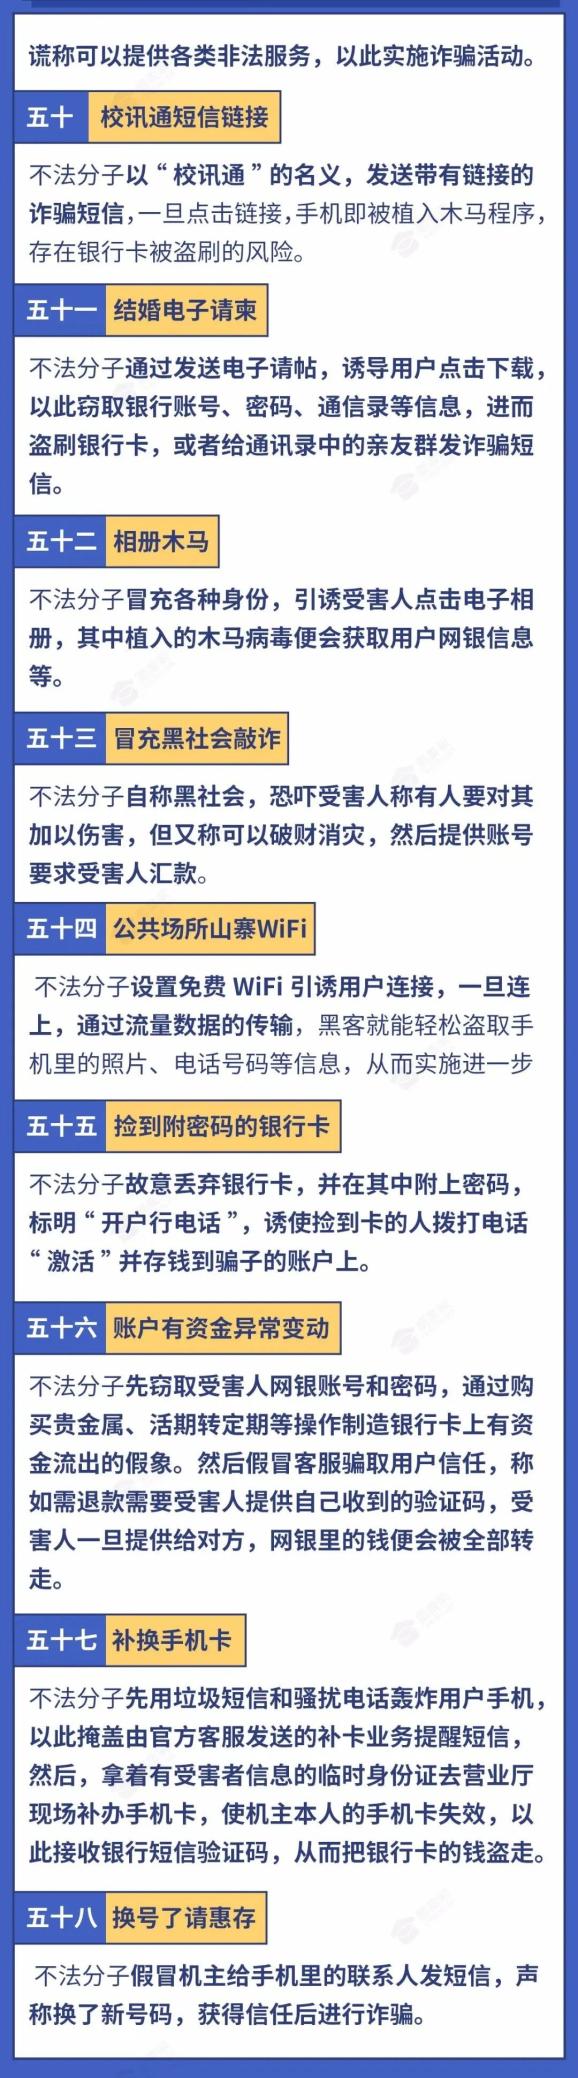 谎称可以提供各类非法服务，以此实施诈骗活动。
五十 校讯通短信链接
不法分子以“校讯通”的名义，发送带有链接的
诈骗短信，一旦点击链接，手机即被植入木马程序，
存在银行卡被盗刷的风险。
五十一 结婚电子请柬
不法分子通过发送电子请帖，诱导用户点击下载，
以此窃取银行账号、密码、通信录等信息，进而
盗刷银行卡，或者给通讯录中的亲友群发诈骗短
信。
五十二 相册木马
不法分子冒充各种身份，引诱受害人点击电子相
册，其中植入的木马病毒便会获取用户网银信息
等。
五十三 冒充黑社会敲诈
不法分子自称黑社会，恐吓受害人称有人要对其
加以伤害，但又称可以破财消灾，然后提供账号
要求受害人汇款。
五十四 公共场所山寨WiFi
不法分子设置免费 WiFi 引诱用户连接，一旦连
上，通过流量数据的传输，黑客就能轻松盗取手
机里的照片、电话号码等信息，从而实施进一步
五十五 捡到附密码的银行卡
不法分子故意丢弃银行卡，并在其中附上密码，
标明“开户行电话”，诱使捡到卡的人拨打电话
“激活”并存钱到骗子的账户上。
五十六 账户有资金异常变动
不法分子先窃取受害人网银账号和密码，通过购
买贵金属、活期转定期等操作制造银行卡上有资
金流出的假象。然后假冒客服骗取用户信任，称
如需退款需要受害人提供自己收到的验证码，受
害人一旦提供给对方，网银里的钱便会被全部转
走。
五十七 补换手机卡
不法分子先用垃圾短信和骚扰电话轰炸用户手机，
以此掩盖由官方客服发送的补卡业务提醒短信，
然后，拿着有受害者信息的临时身份证去营业厅
现场补办手机卡，使机主本人的手机卡失效，以
此接收银行短信验证码，从而把银行卡的钱盗走。
五十八 换号了请惠存
不法分子假冒机主给手机里的联系人发短信，声
称换了新号码，获得信任后进行诈骗。